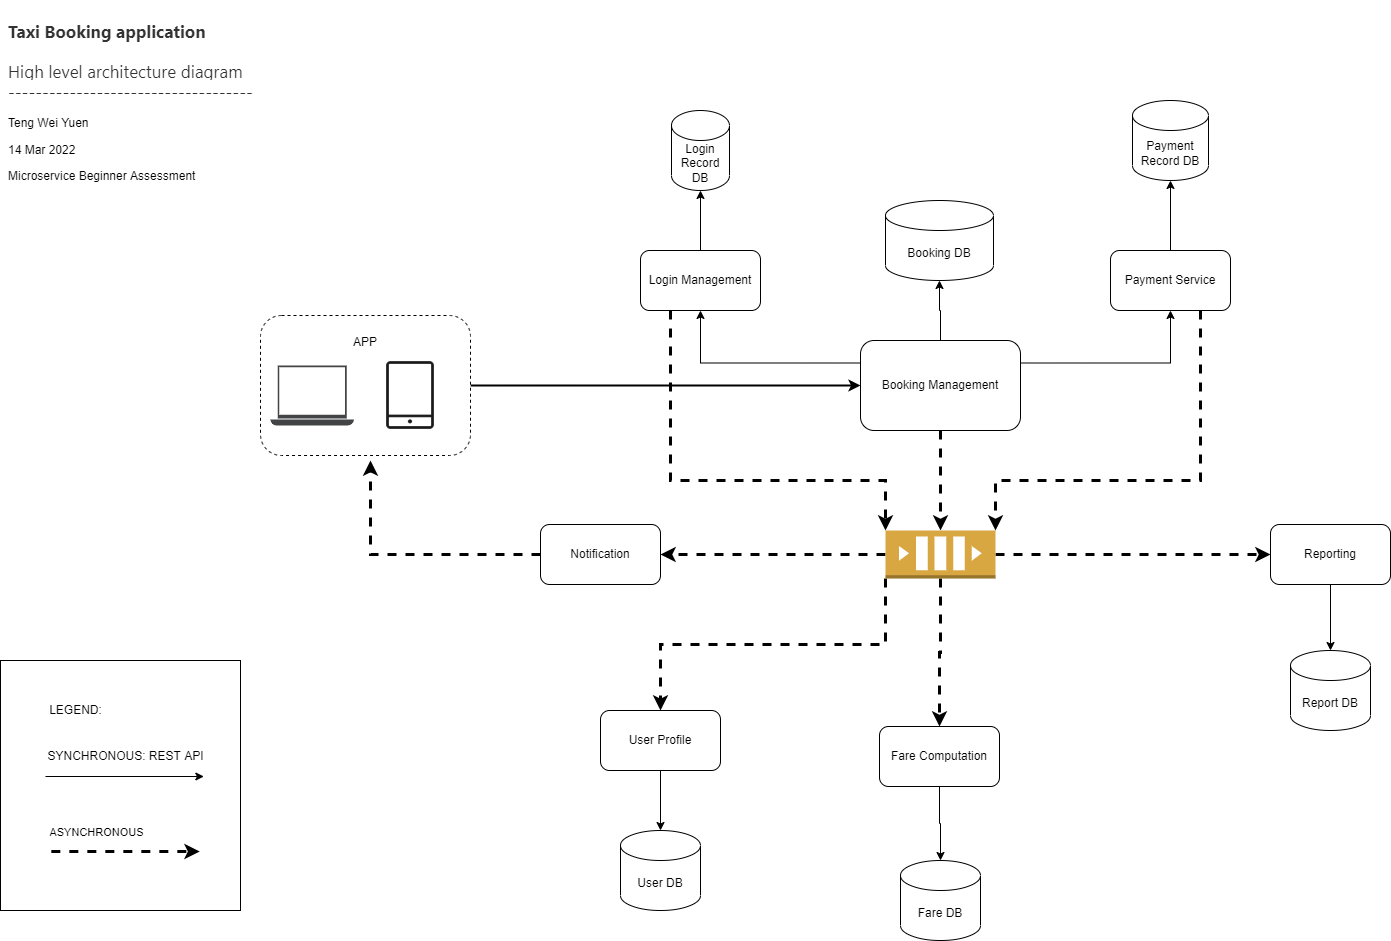 Taxi Booking application
High level architecture diagram
------------------------------------
Teng Wei Yuen
14 Mar 2022
Microservice Beginner Assessment
Login
Record
DB
Payment
Record DB
Booking DB
Login Management
Payment Service
APP
Booking Management
Notification
Reporting
Report DB
User Profile
Fare Computation
User DB
Fare DB
LEGEND:
SYNCHRONOUS: REST API
ASYNCHRONOUS